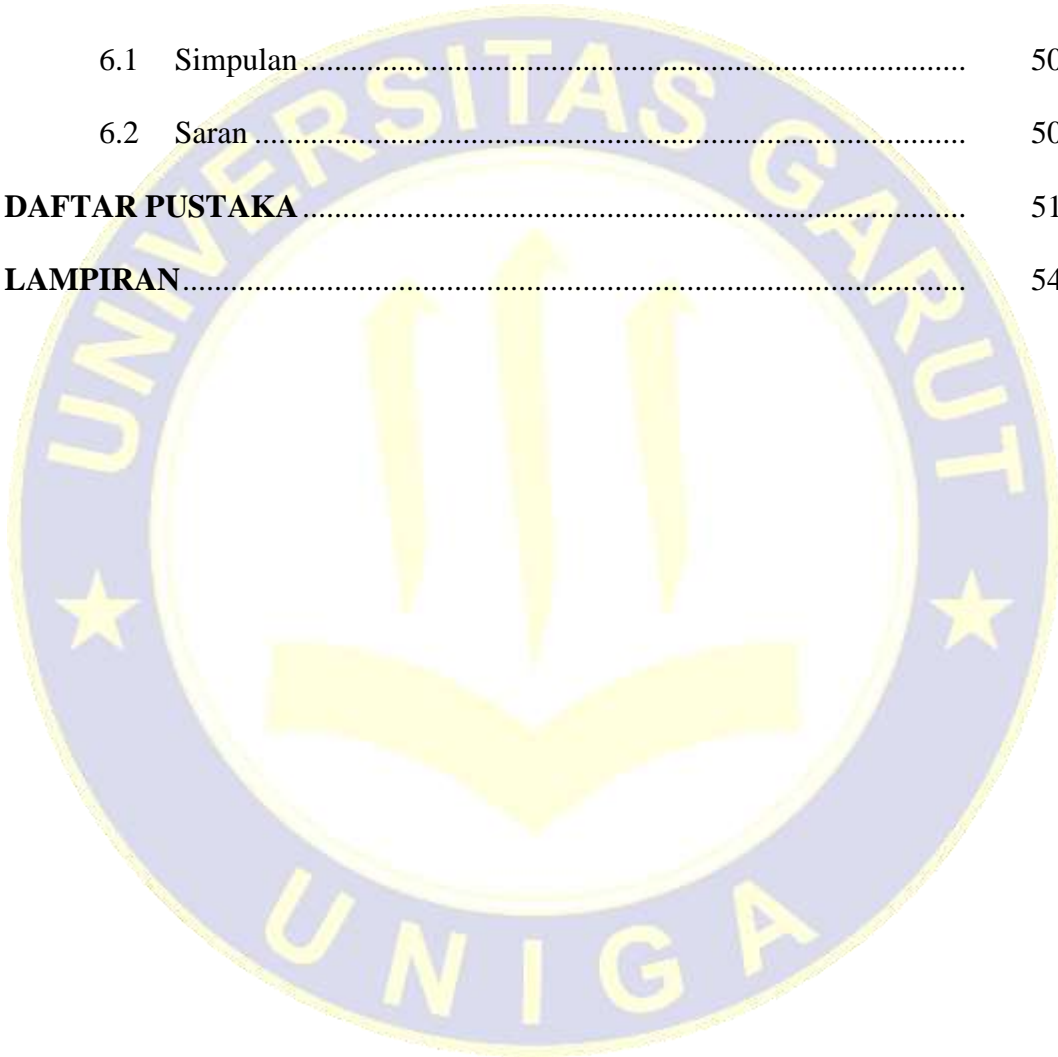 6.1 Simpulan ................................................................................... 50
6.2 Saran ......................................................................................... 50
DAFTAR PUSTAKA ................................................................................... 51
LAMPIRAN .................................................................................................. 54
UNIVERSITAS GARUT
UNIGA